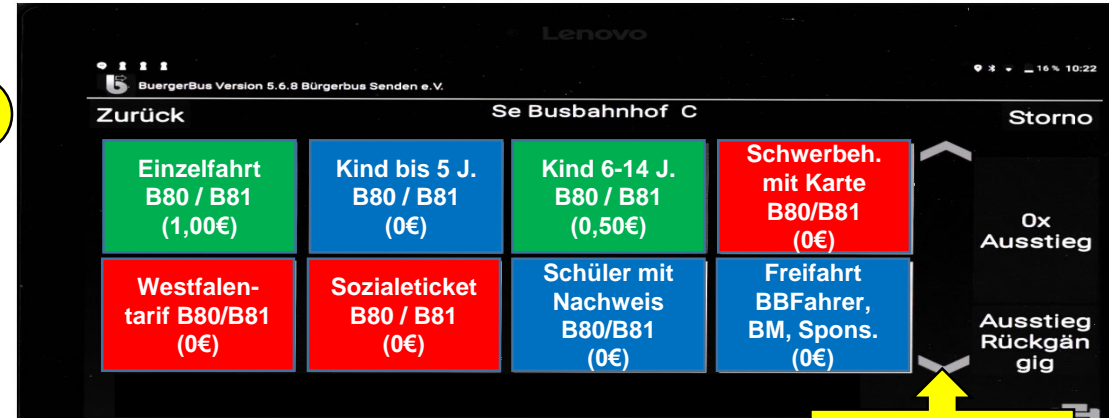 Lenovo
BuergerBus Version 5.6.8 Bürgerbus Senden e.V.
16% 10:22
Zurück
Se Busbahnhof C
Storno
Einzelfahrt
B80 / B81
(1,00€)
Kind bis 5 J.
B80 / B81
(0€)
Kind 6-14 J.
B80 / B81
(0,50€)
Schwerbeh.
mit Karte
B80/B81
(0€)
0x
Ausstieg
Westfalen-
tarif B80/B81
(0€)
Sozialeticket
B80 / B81
(0€)
Schüler mit
Nachweis
B80/B81
(0€)
Freifahrt
BBFahrer,
BM, Spons.
(0€)
Ausstieg
Rückgän
gig